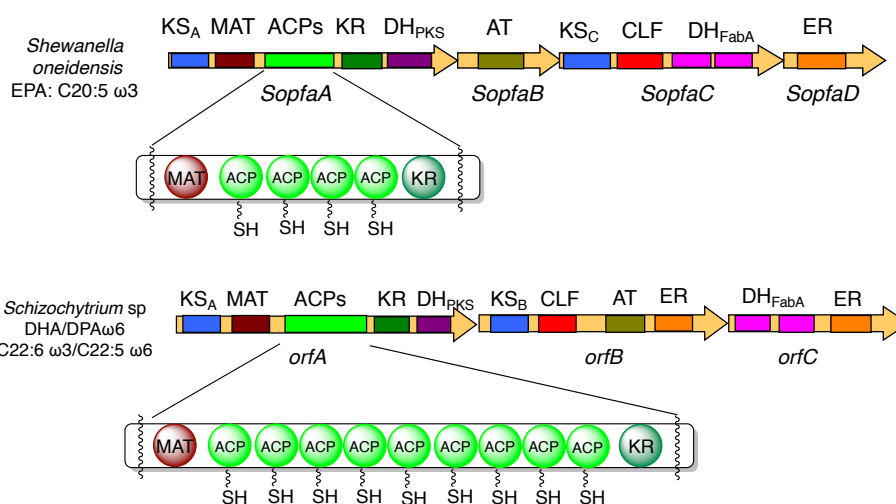 KSA MAT ACPs KR DHPKS AT KSC CLF DHFabA ER
Shewanella
oneidensis
EPA: C20:5 ω3
SopfaA SopfaB SopfaC SopfaD
MAT ACP ACP ACP ACP KR
SH SH SH SH
KSA MAT ACPs KR DHPKS KSB CLF AT ER DHFabA ER
Schizochytrium sp
DHA/DPAω6
C22:6 ω3/C22:5 ω6
orfA orfB orfC
MAT ACP ACP ACP ACP ACP ACP ACP ACP ACP KR
SH SH SH SH SH SH SH SH SH